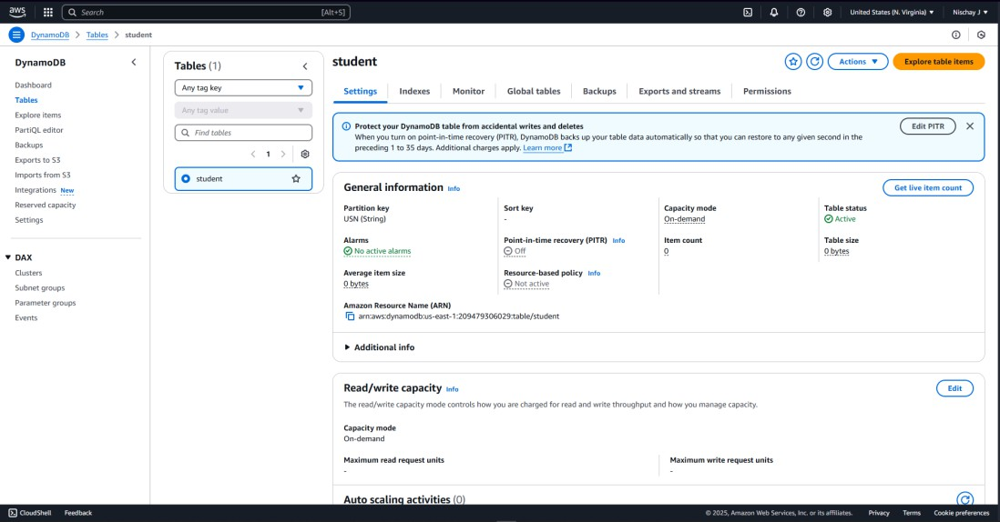 aws
Search [Alt+S]
United States (N. Virginia) ▼ Nischay J ▼
DynamoDB > Tables > student
DynamoDB
Dashboard
Tables
Explore items
PartiQL editor
Backups
Exports to S3
Imports from S3
Integrations New
Reserved capacity
Settings
▼ DAX
Clusters
Subnet groups
Parameter groups
Events
Tables (1)
Any tag key
Any tag value
Find tables
1
student
student
Actions ▼ Explore table items
Settings Indexes Monitor Global tables Backups Exports and streams Permissions
Protect your DynamoDB table from accidental writes and deletes
When you turn on point-in-time recovery (PITR), DynamoDB backs up your table data automatically so that you can restore to any given second in the
preceding 1 to 35 days. Additional charges apply. Learn more
Edit PITR
General information Info
Get live item count
Partition key
USN (String)
Sort key
-
Capacity mode
On-demand
Table status
Active
Alarms
No active alarms
Point-in-time recovery (PITR) Info
Off
Item count
0
Table size
0 bytes
Average item size
0 bytes
Resource-based policy Info
Not active
Amazon Resource Name (ARN)
arn:aws:dynamodb:us-east-1:209479306029:table/student
Additional info
Read/write capacity Info
Edit
The read/write capacity mode controls how you are charged for read and write throughput and how you manage capacity.
Capacity mode
On-demand
Maximum read request units
-
Maximum write request units
-
Auto scaling activities (0)
CloudShell Feedback
© 2025, Amazon Web Services, Inc. or its affiliates. Privacy Terms Cookie preferences